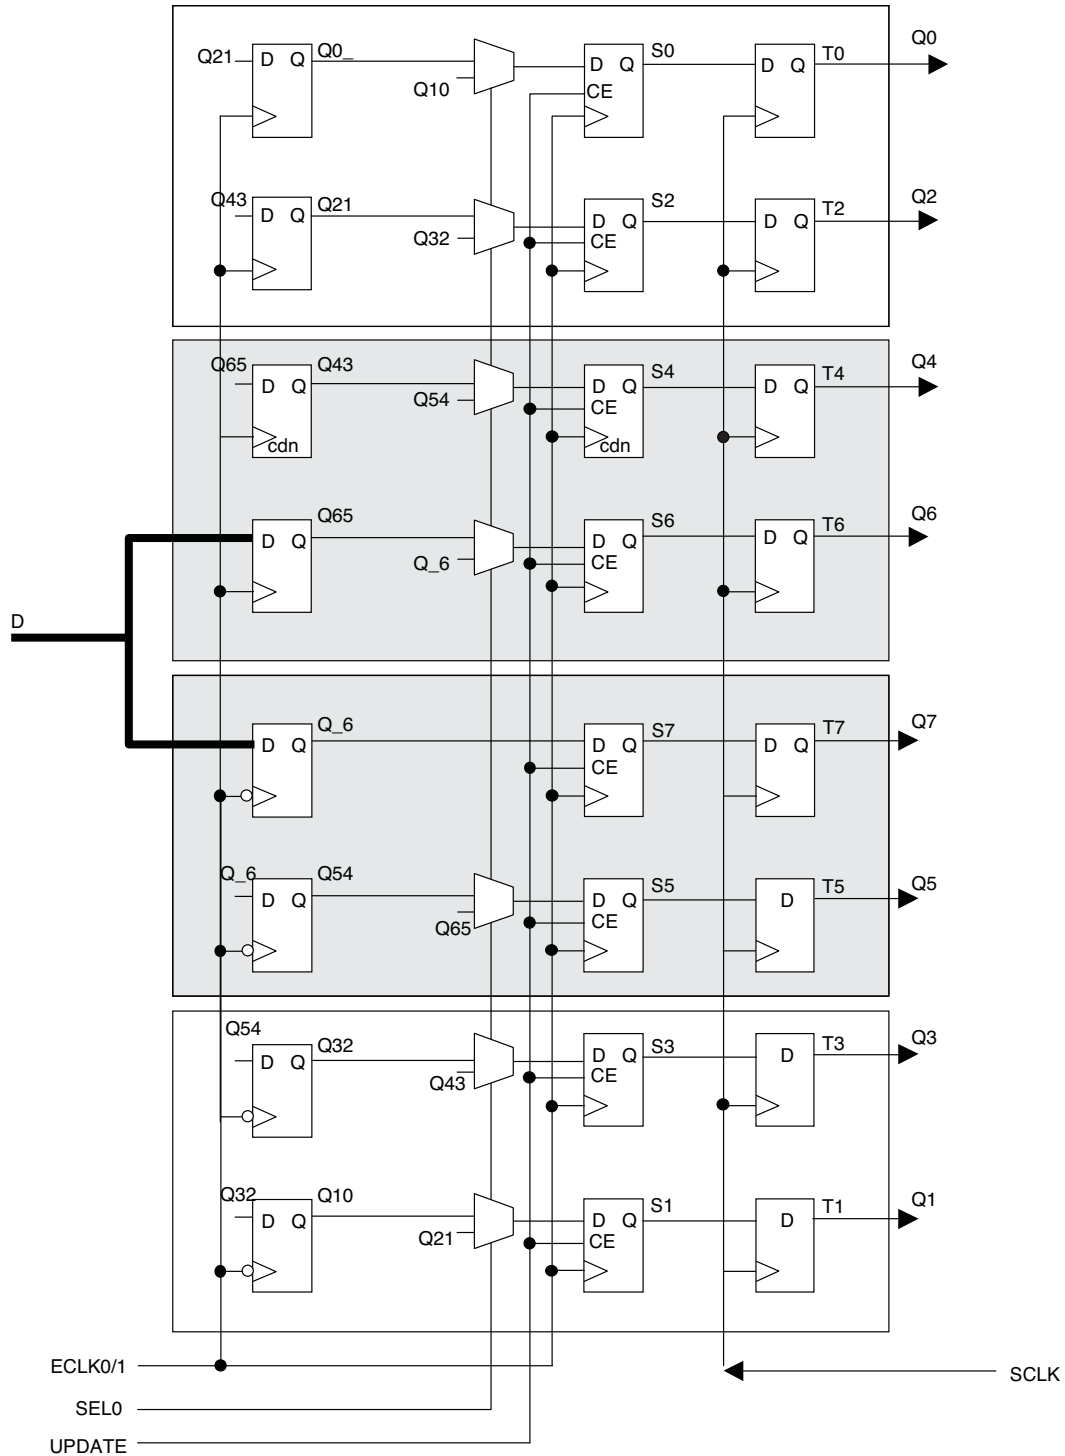 Q21 D Q Q0_ Q10 D Q CE S0 D Q T0 Q0
Q43 D Q Q21 Q32 D Q CE S2 D Q T2 Q2
Q65 D Q cdn Q43 Q54 D Q CE cdn S4 D Q T4 Q4
D Q Q65 Q_6 D Q CE S6 D Q T6 Q6
D
D Q Q_6 D Q CE S7 D Q T7 Q7
Q_6 D Q Q54 Q65 D Q CE S5 D T5 Q5
Q54 D Q Q32 Q43 D Q CE S3 D T3 Q3
Q32 D Q Q10 Q21 D Q CE S1 D T1 Q1
ECLK0/1
SCLK
SEL0
UPDATE